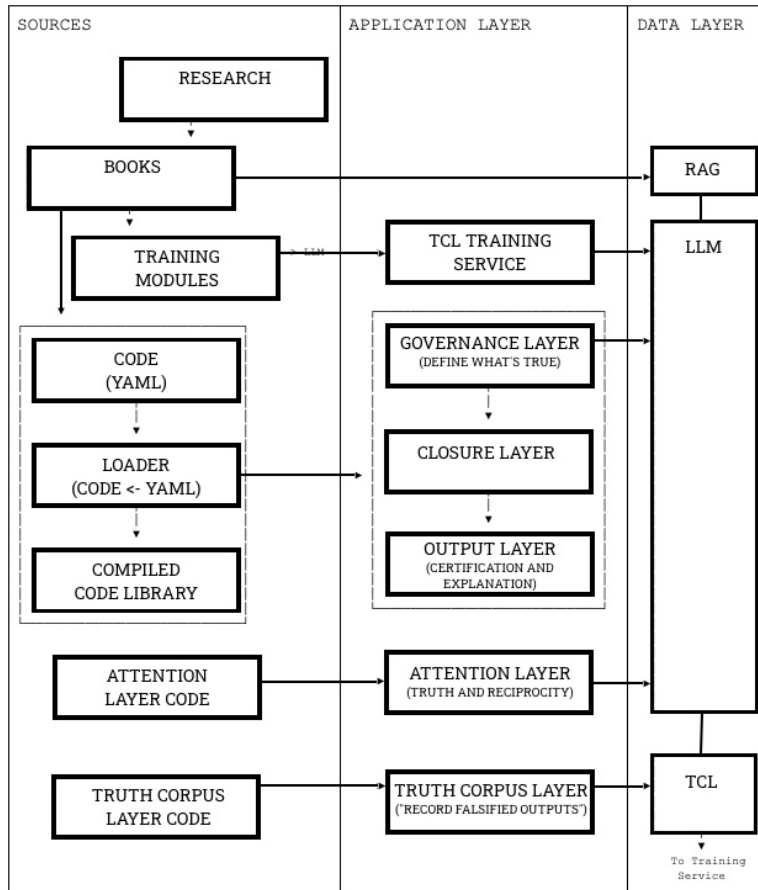 SOURCES
APPLICATION LAYER
DATA LAYER
RESEARCH
BOOKS
RAG
TRAINING
MODULES
> LLM
TCL TRAINING
SERVICE
LLM
CODE
(YAML)
GOVERNANCE LAYER
(DEFINE WHAT'S TRUE)
LOADER
(CODE <- YAML)
CLOSURE LAYER
COMPILED
CODE LIBRARY
OUTPUT LAYER
(CERTIFICATION AND
EXPLANATION)
ATTENTION
LAYER CODE
ATTENTION LAYER
(TRUTH AND RECIPROCITY)
TRUTH CORPUS
LAYER CODE
TRUTH CORPUS LAYER
("RECORD FALSIFIED OUTPUTS")
TCL
To Training
Service